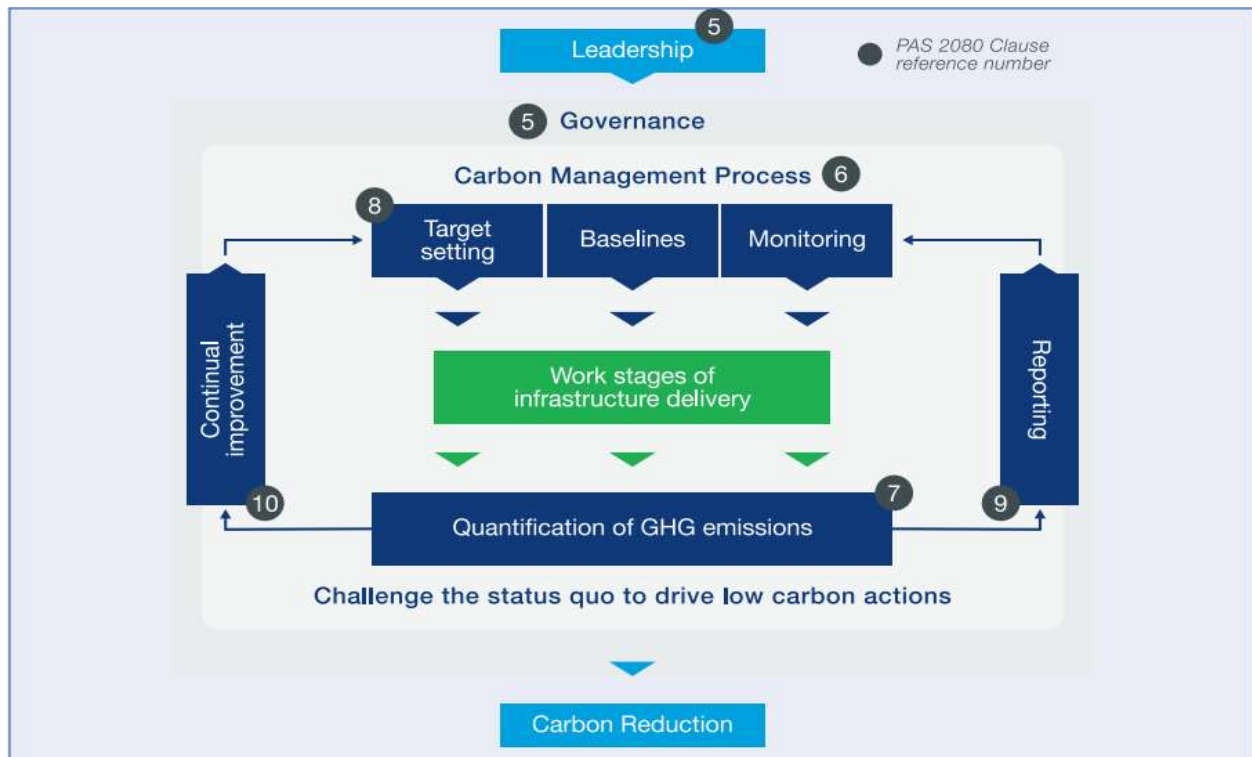 5
Leadership
PAS 2080 Clause
reference number
5 Governance
Carbon Management Process 6
8
Target
setting
Baselines
Monitoring
Continual
improvement
Work stages of
infrastructure delivery
Reporting
10
7
9
Quantification of GHG emissions
Challenge the status quo to drive low carbon actions
Carbon Reduction